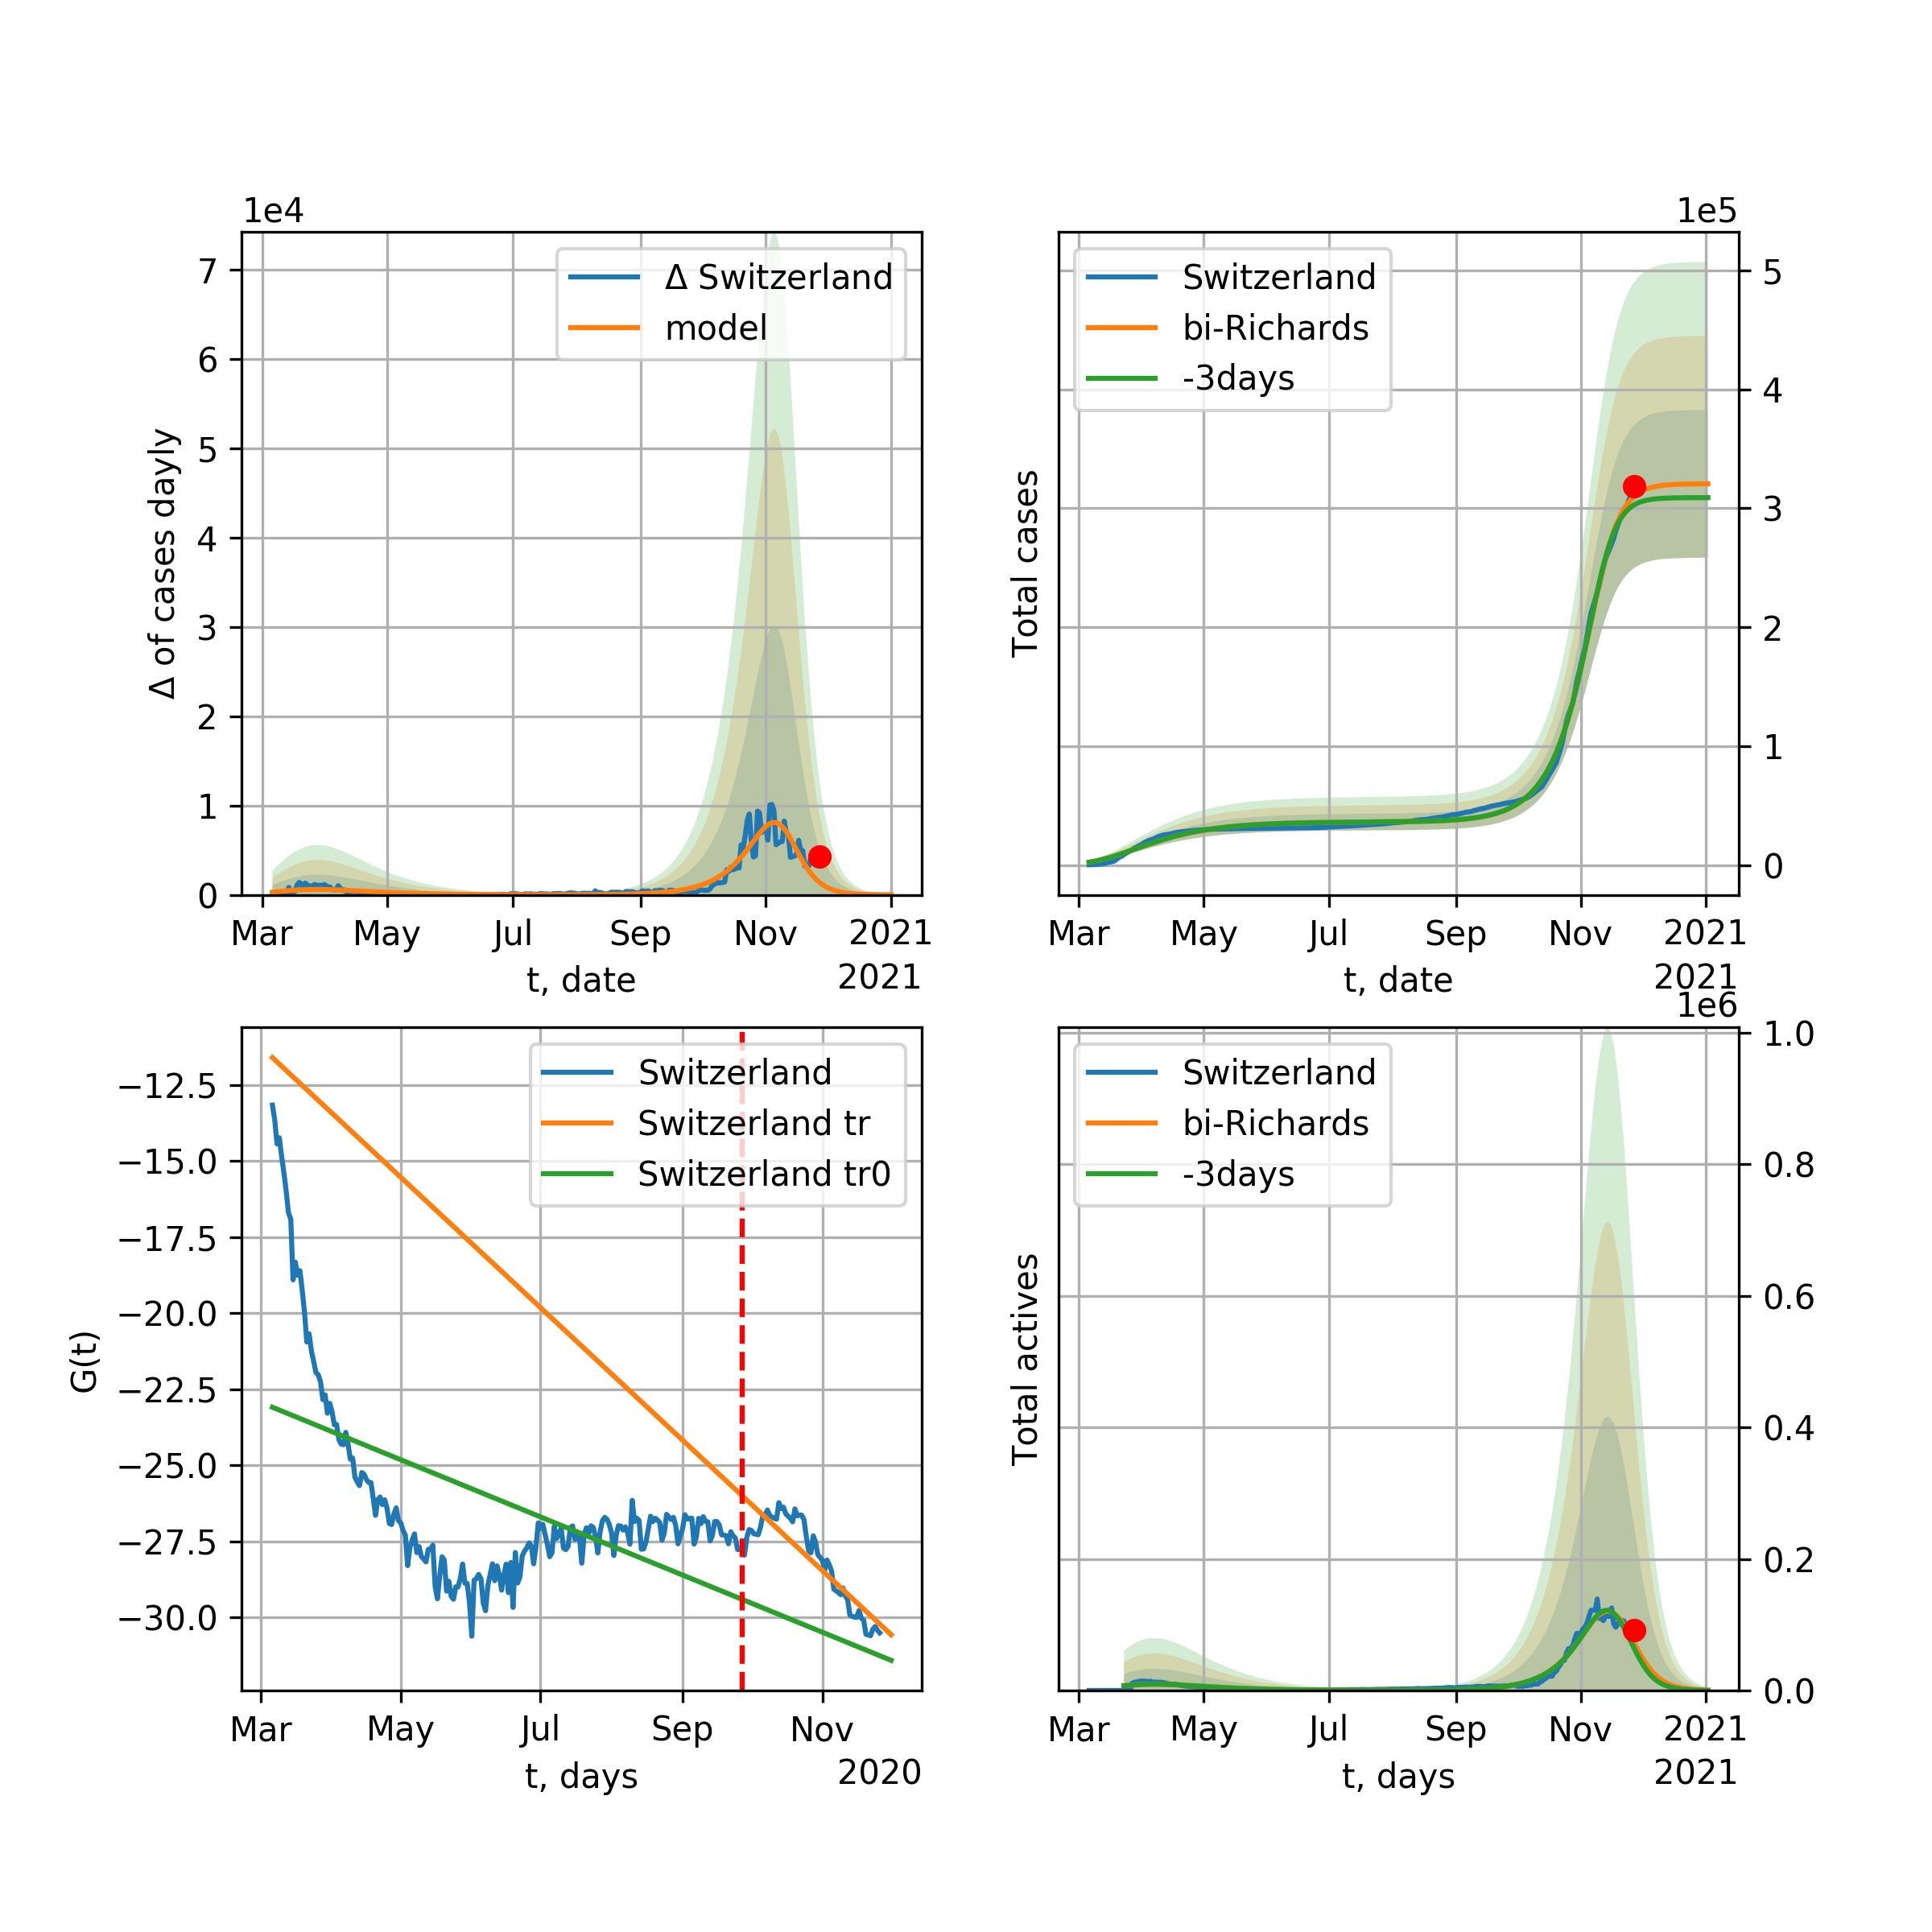 1e4
7
6
5
4
3
2
1
0
Δ of cases dayly
Δ Switzerland
model
Mar May Jul Sep Nov 2021
t, date
2021
1e5
5
4
3
2
1
0
Total cases
Switzerland
bi-Richards
-3days
Mar May Jul Sep Nov 2021
t, date
2021
−12.5
−15.0
−17.5
−20.0
−22.5
−25.0
−27.5
−30.0
G(t)
Switzerland
Switzerland tr
Switzerland tr0
Mar May Jul Sep Nov
t, days
2020
1e6
1.0
0.8
0.6
0.4
0.2
0.0
Total actives
Switzerland
bi-Richards
-3days
Mar May Jul Sep Nov 2021
t, days
2021